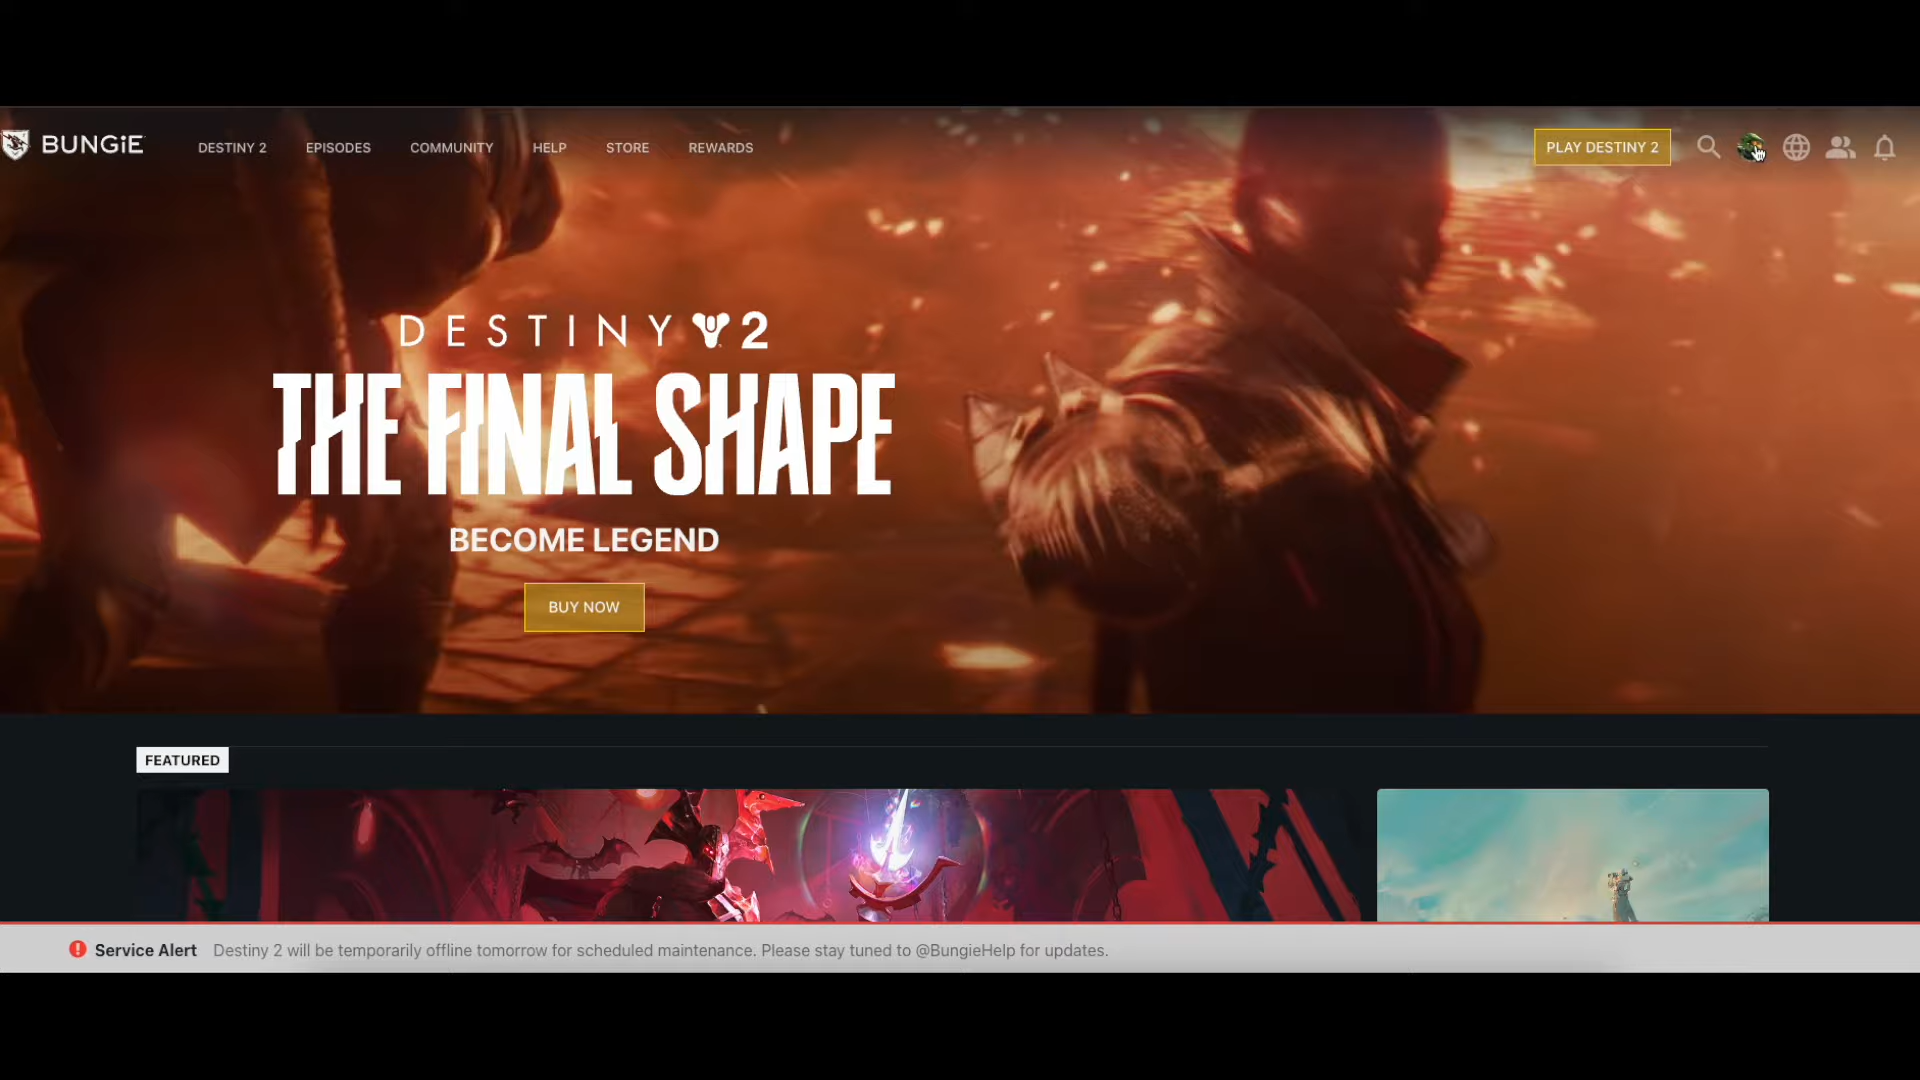 BUNGiE
DESTINY 2
EPISODES
COMMUNITY
HELP
STORE
REWARDS
PLAY DESTINY 2
DESTINY 2
THE FINAL SHAPE
BECOME LEGEND
BUY NOW
FEATURED
Service Alert Destiny 2 will be temporarily offline tomorrow for scheduled maintenance. Please stay tuned to @BungieHelp for updates.